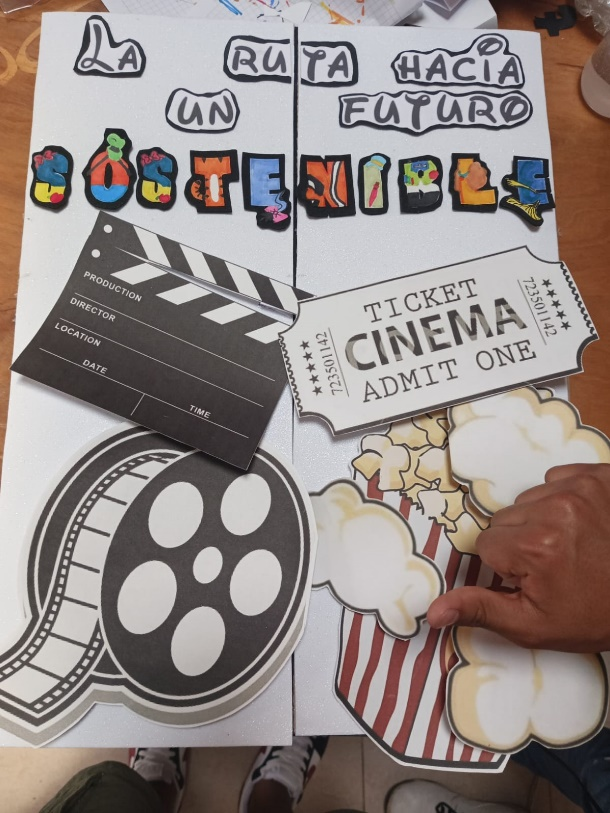 LA RUTA HACIA
UN FUTURO
SOSTENIBLE
PRODUCTION
DIRECTOR
LOCATION
DATE
TIME
TICKET
CINEMA
ADMIT ONE
723501142
723501142